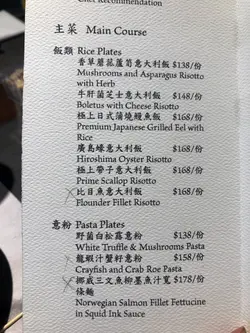 Chef Recommendation
主菜 Main Course
飯類 Rice Plates
香草蘑菰蘆筍意大利飯 $138/份
Mushrooms and Asparagus Risotto
with Herb
牛肝菌芝士意大利飯 $148/份
Boletus with Cheese Risotto
極上日式蒲燒鰻魚飯 $168/份
Premium Japanese Grilled Eel with
Rice
廣島蠔意大利飯 $168/份
Hiroshima Oyster Risotto
極上帶子意大利飯 $168/份
Prime Scallop Risotto
比目魚意大利飯 $168/份
Flounder Fillet Risotto
意粉 Pasta Plates
野菌白松露意粉 $138/份
White Truffle & Mushrooms Pasta
龍蝦汁蟹籽意粉 $158/份
Crayfish and Crab Roe Pasta
挪威三文魚柳墨魚汁寬 $178/份
條麵
Norwegian Salmon Fillet Fettucine
in Squid Ink Sauce